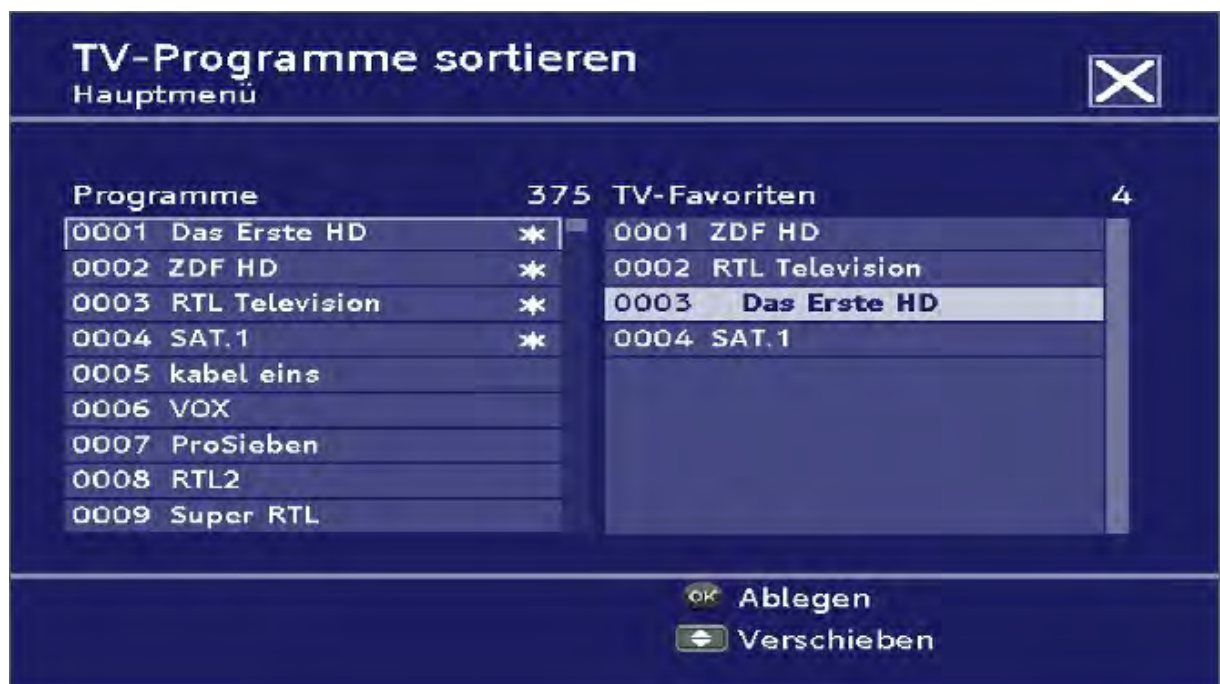 TV-Programme sortieren
Hauptmenü
Programme 375
0001 Das Erste HD
0002 ZDF HD
0003 RTL Television
0004 SAT.1
0005 kabel eins
0006 VOX
0007 ProSieben
0008 RTL2
0009 Super RTL
TV-Favoriten 4
0001 ZDF HD
0002 RTL Television
0003 Das Erste HD
0004 SAT.1
OK Ablegen
Verschieben